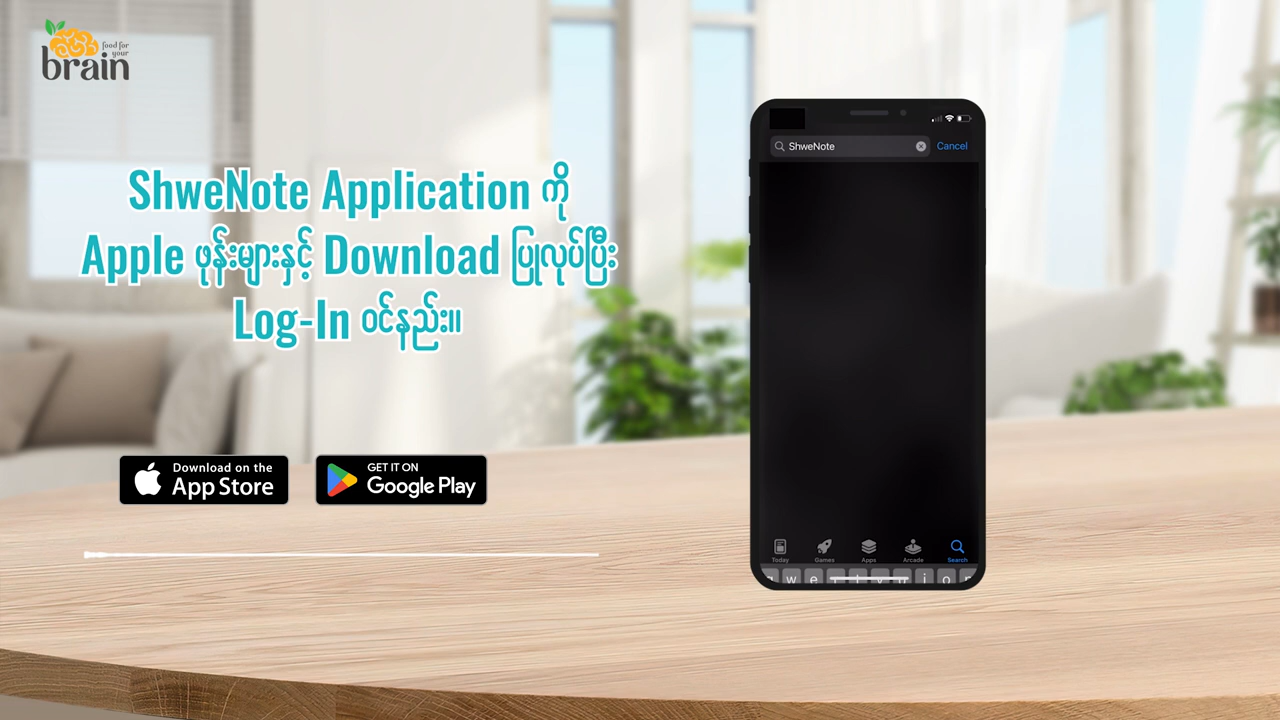 food for
your
brain
ShweNote Application ကို
Apple ဖုန်းများနှင့် Download ပြုလုပ်ပြီး
Log-In ဝင်နည်း။
Download on the
App Store
GET IT ON
Google Play
ShweNote
Cancel
Today Games Apps Arcade Search
w e r t y u i o